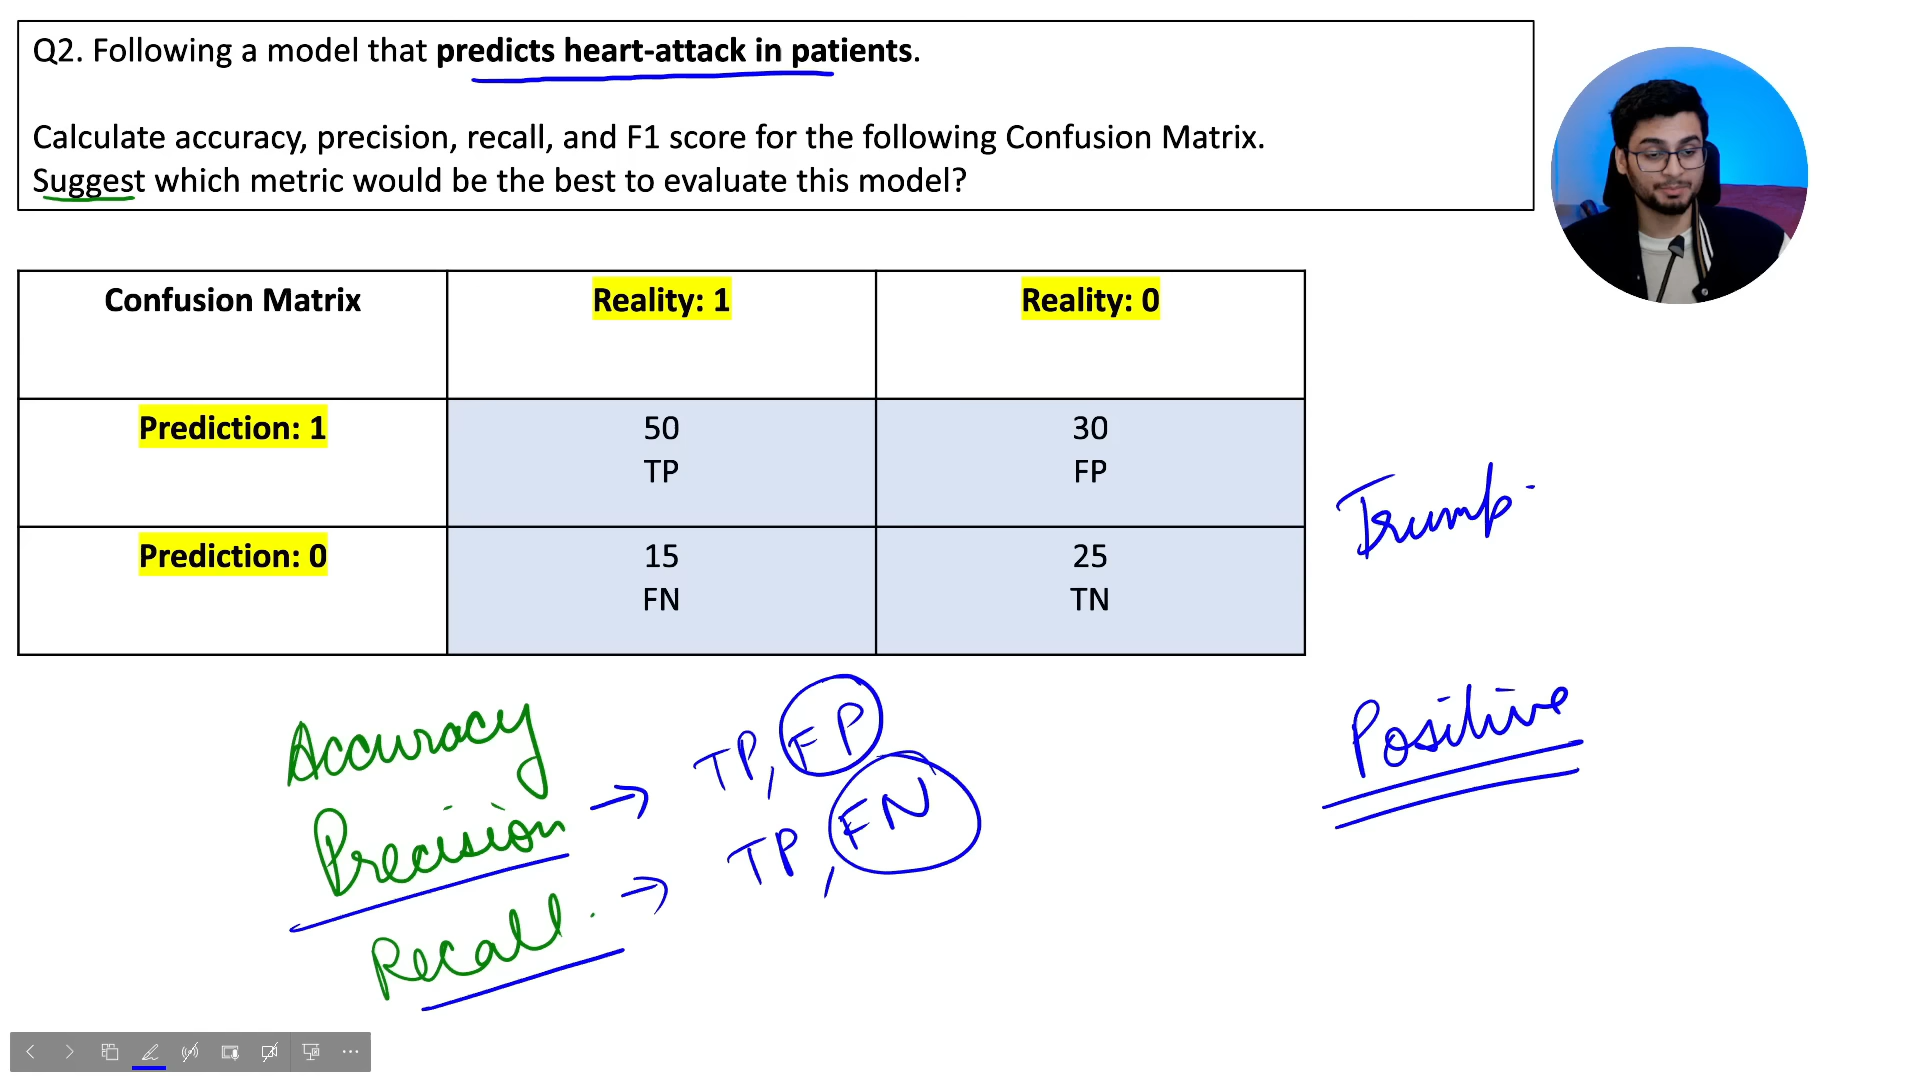 Q2. Following a model that predicts heart-attack in patients.
Calculate accuracy, precision, recall, and F1 score for the following Confusion Matrix.
Suggest which metric would be the best to evaluate this model?
Confusion Matrix
Reality: 1
Reality: 0
Prediction: 1
50
TP
30
FP
Prediction: 0
15
FN
25
TN
Trump
Accuracy
Precision → TP, FP
Recall. → TP, FN
Positive